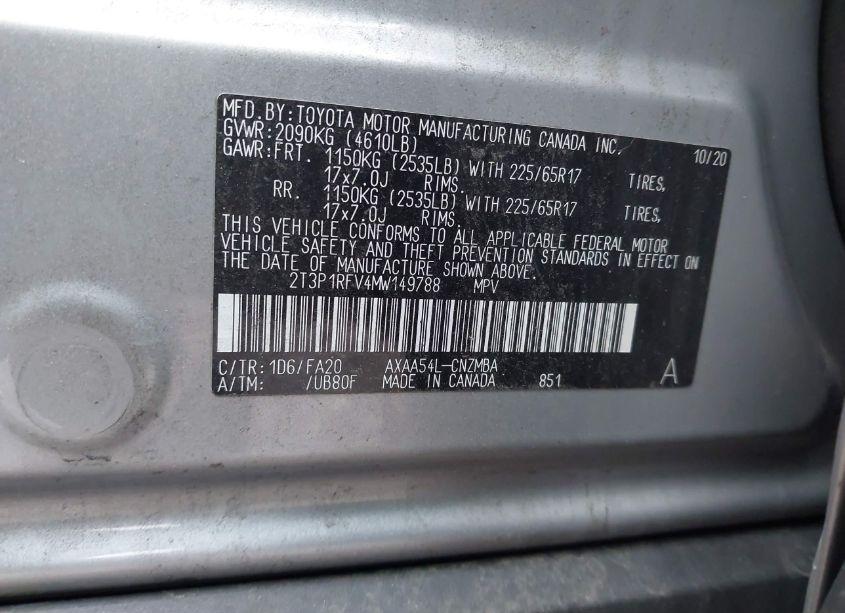 MFD.BY:TOYOTA MOTOR MANUFACTURING CANADA INC. 10/20
GVWR:2090KG (4610LB)
GAWR:FRT. 1150KG (2535LB) WITH 225/65R17 TIRES,
17x7.0J RIMS.
RR. 1150KG (2535LB) WITH 225/65R17 TIRES,
17x7.0J RIMS.
THIS VEHICLE CONFORMS TO ALL APPLICABLE FEDERAL MOTOR
VEHICLE SAFETY AND THEFT PREVENTION STANDARDS IN EFFECT ON
THE DATE OF MANUFACTURE SHOWN ABOVE.
2T3P1RFV4MW149788 MPV
C/TR:1D6/FA20 AXAA54L-CNZMBA
A/TM: /UB80F MADE IN CANADA 851 A